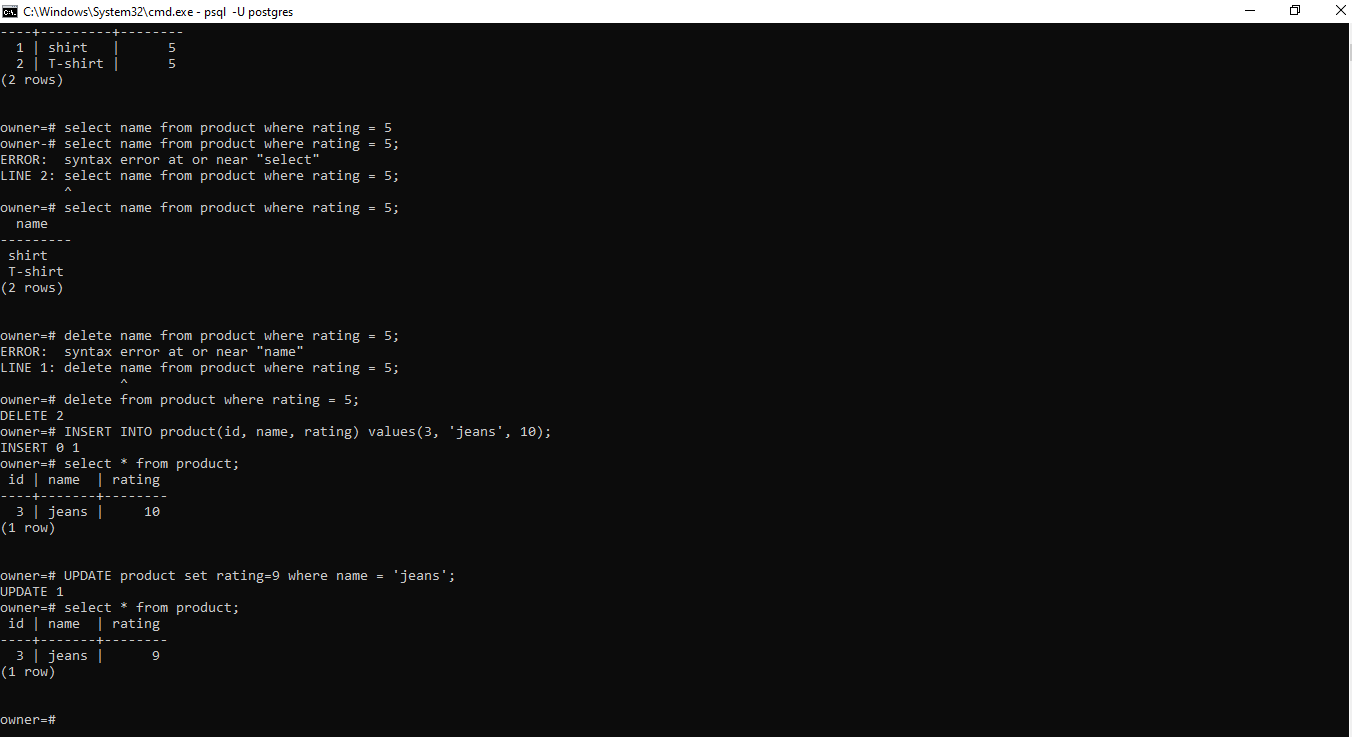 C:\Windows\System32\cmd.exe - psql  -U postgres
----+---------+--------
  1 | shirt   |      5
  2 | T-shirt |      5
(2 rows)
owner=# select name from product where rating = 5
owner-# select name from product where rating = 5;
ERROR:  syntax error at or near "select"
LINE 2: select name from product where rating = 5;
        ^
owner=# select name from product where rating = 5;
  name
---------
 shirt
 T-shirt
(2 rows)
owner=# delete name from product where rating = 5;
ERROR:  syntax error at or near "name"
LINE 1: delete name from product where rating = 5;
               ^
owner=# delete from product where rating = 5;
DELETE 2
owner=# INSERT INTO product(id, name, rating) values(3, 'jeans', 10);
INSERT 0 1
owner=# select * from product;
 id | name  | rating
----+-------+--------
  3 | jeans |     10
(1 row)
owner=# UPDATE product set rating=9 where name = 'jeans';
UPDATE 1
owner=# select * from product;
 id | name  | rating
----+-------+--------
  3 | jeans |      9
(1 row)
owner=#